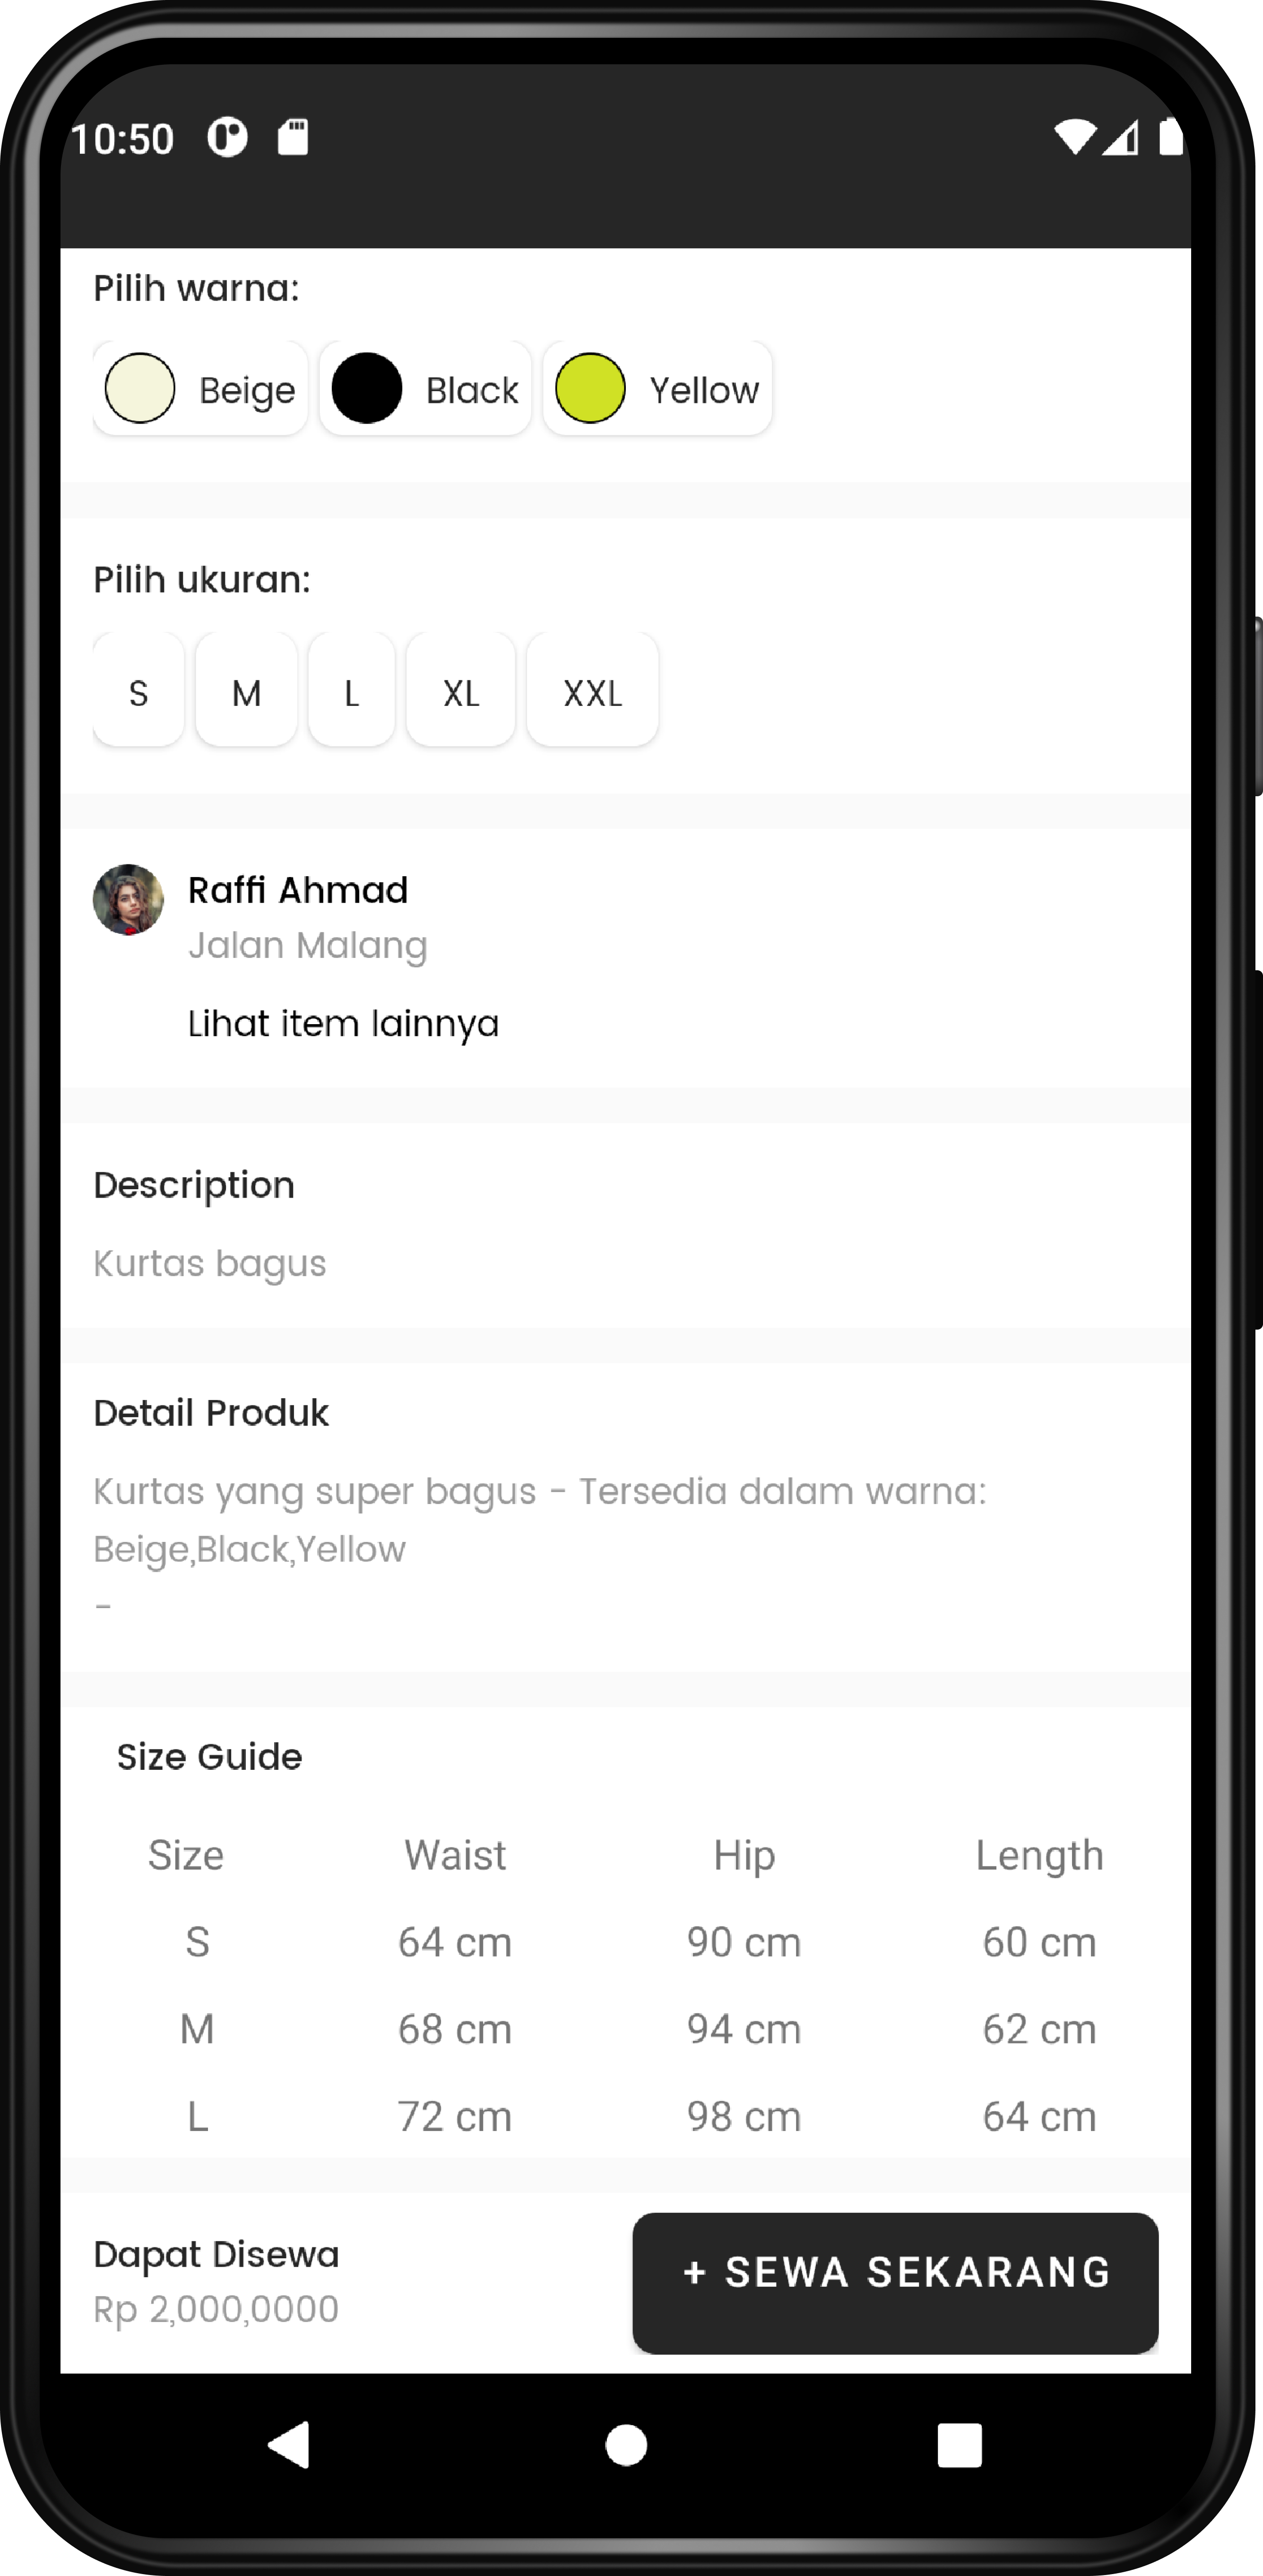 10:50
Pilih warna:
Beige Black Yellow
Pilih ukuran:
S M L XL XXL
Raffi Ahmad
Jalan Malang
Lihat item lainnya
Description
Kurtas bagus
Detail Produk
Kurtas yang super bagus - Tersedia dalam warna:
Beige,Black,Yellow
-
Size Guide
Size Waist Hip Length
S 64 cm 90 cm 60 cm
M 68 cm 94 cm 62 cm
L 72 cm 98 cm 64 cm
Dapat Disewa
Rp 2,000,0000
+ SEWA SEKARANG